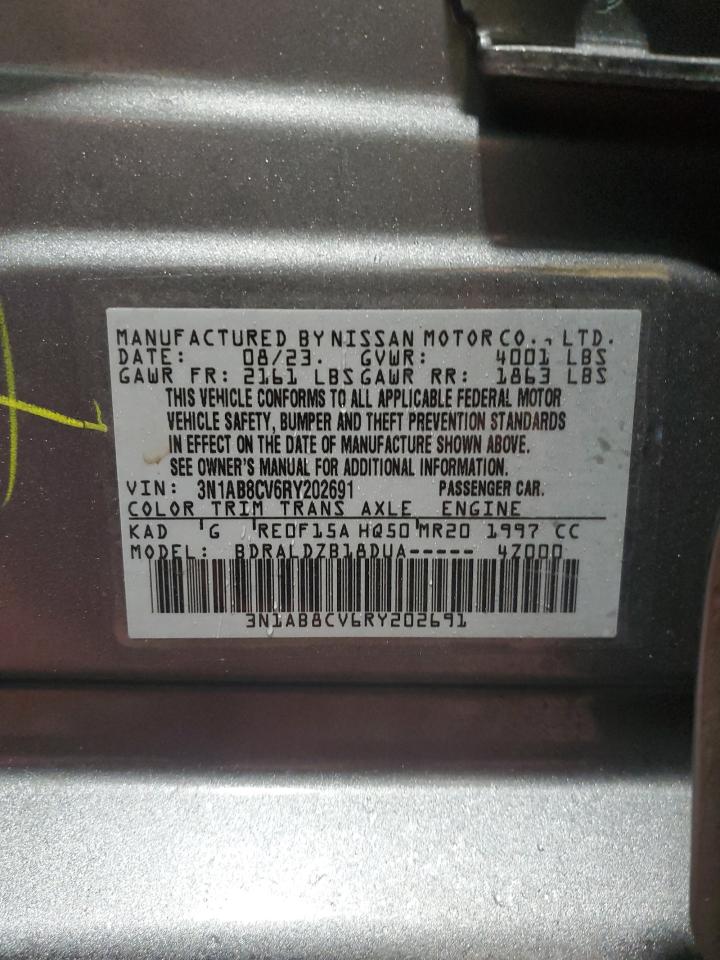 MANUFACTURED BY NISSAN MOTOR CO., LTD.
DATE: 08/23. GVWR: 4001 LBS
GAWR FR: 2161 LBS GAWR RR: 1863 LBS
THIS VEHICLE CONFORMS TO ALL APPLICABLE FEDERAL MOTOR
VEHICLE SAFETY, BUMPER AND THEFT PREVENTION STANDARDS
IN EFFECT ON THE DATE OF MANUFACTURE SHOWN ABOVE.
SEE OWNER'S MANUAL FOR ADDITIONAL INFORMATION.
VIN: 3N1AB8CV6RY202691 PASSENGER CAR.
COLOR TRIM TRANS AXLE ENGINE
KAD G RE0F15A HQ50 MR20 1997 CC
MODEL: BDRALDZB18DUA----- 4Z000
3N1AB8CV6RY202691